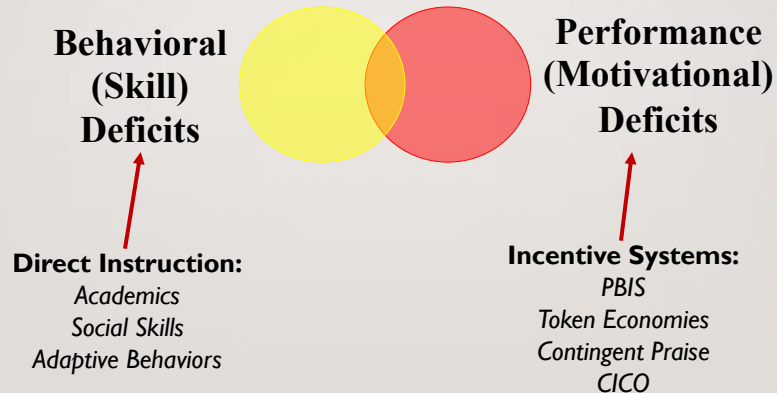 Behavioral
(Skill)
Deficits
Performance
(Motivational)
Deficits
Direct Instruction:
Academics
Social Skills
Adaptive Behaviors
Incentive Systems:
PBIS
Token Economies
Contingent Praise
CICO